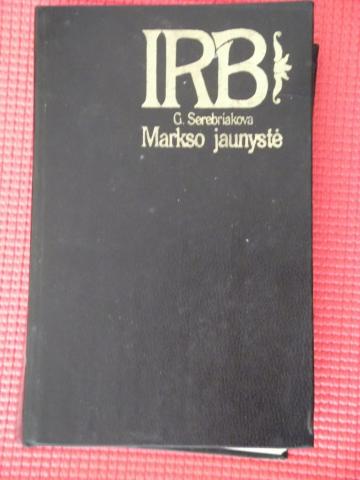 IRB
G. Serebriakova
Markso jaunystė